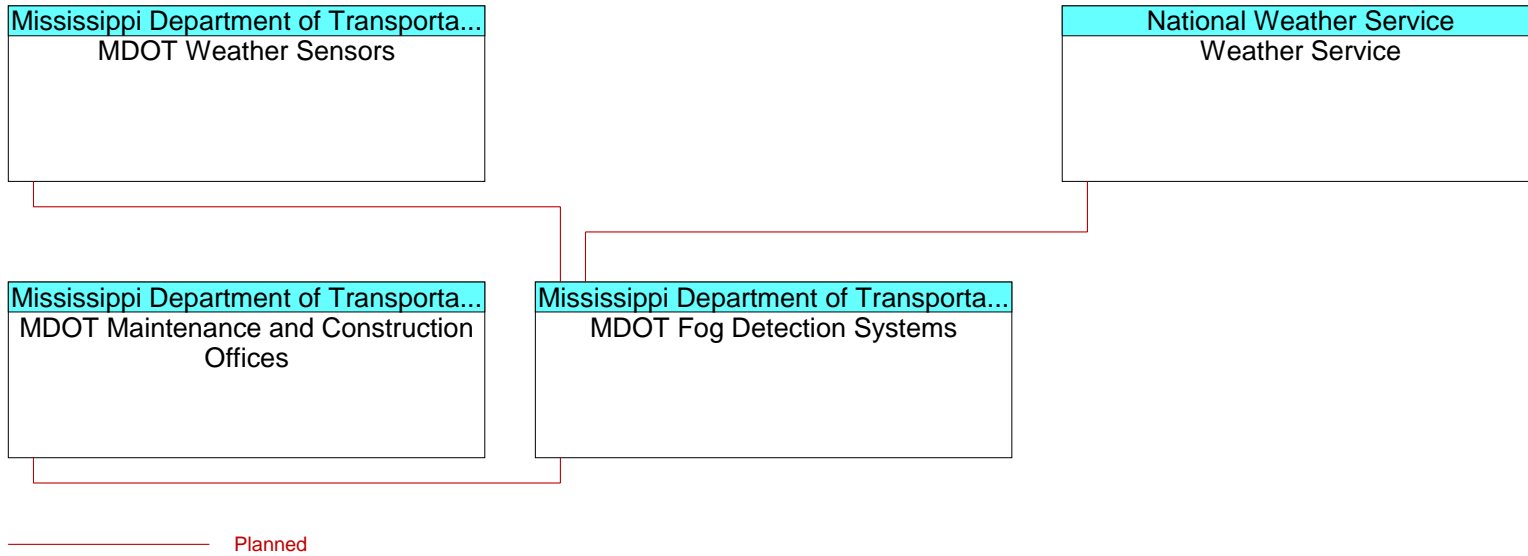 Mississippi Department of Transporta...
MDOT Weather Sensors
National Weather Service
Weather Service
Mississippi Department of Transporta...
MDOT Maintenance and Construction
Offices
Mississippi Department of Transporta...
MDOT Fog Detection Systems
Planned